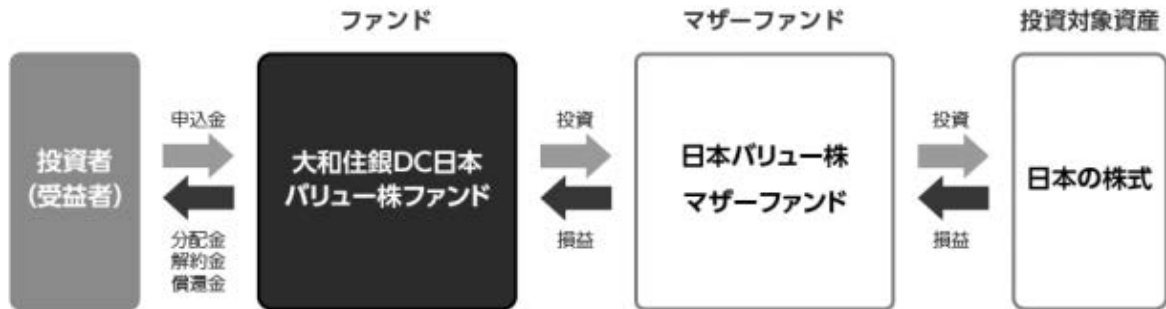 ファンド
マザーファンド
投資対象資産
投資者
(受益者)
申込金
分配金
解約金
償還金
大和住銀DC日本
バリュー株ファンド
投資
損益
日本バリュー株
マザーファンド
投資
損益
日本の株式